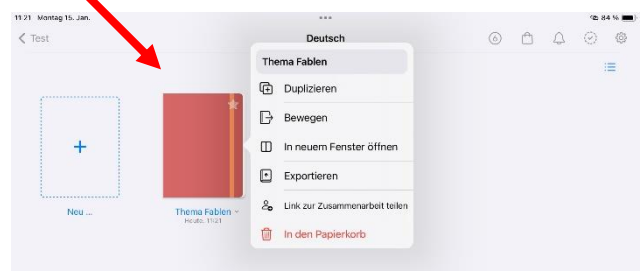 11:21 Montag 15. Jan.
84 %
Test
Deutsch
6
Thema Fablen
Duplizieren
Bewegen
In neuem Fenster öffnen
Exportieren
Link zur Zusammenarbeit teilen
In den Papierkorb
Neu ...
Thema Fablen
Heute, 11:21